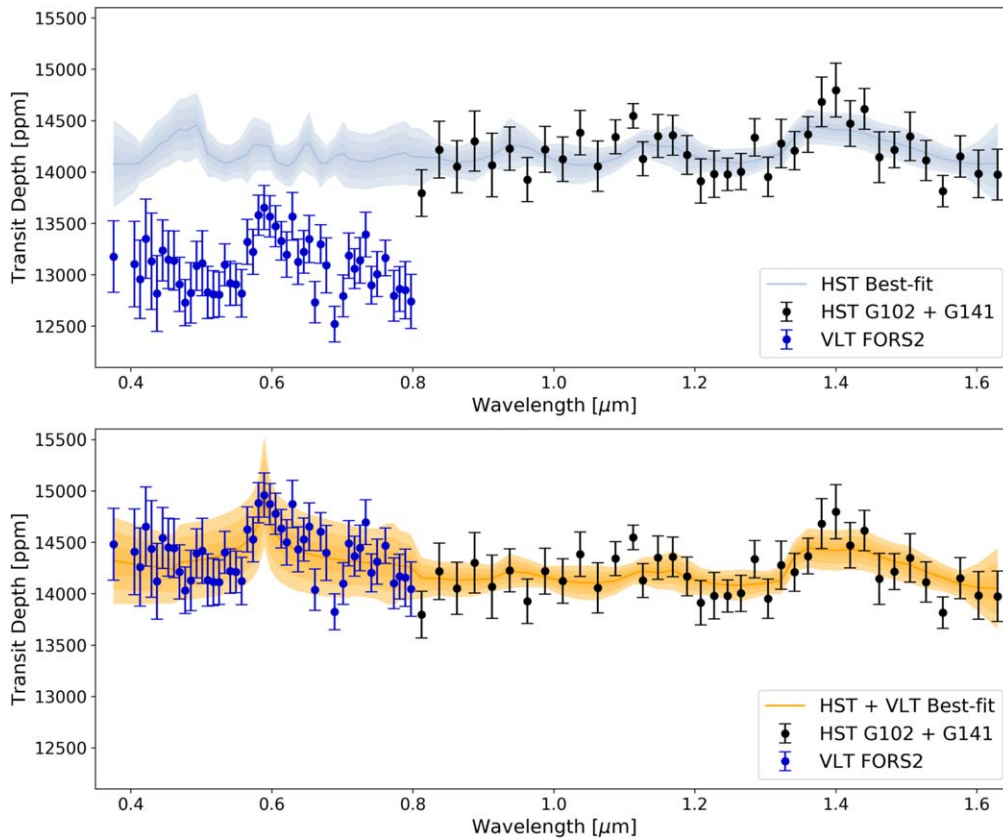 15500
15000
14500
14000
13500
13000
12500
Transit Depth [ppm]
HST Best-fit
HST G102 + G141
VLT FORS2
0.4 0.6 0.8 1.0 1.2 1.4 1.6
Wavelength [μm]
15500
15000
14500
14000
13500
13000
12500
Transit Depth [ppm]
HST + VLT Best-fit
HST G102 + G141
VLT FORS2
0.4 0.6 0.8 1.0 1.2 1.4 1.6
Wavelength [μm]